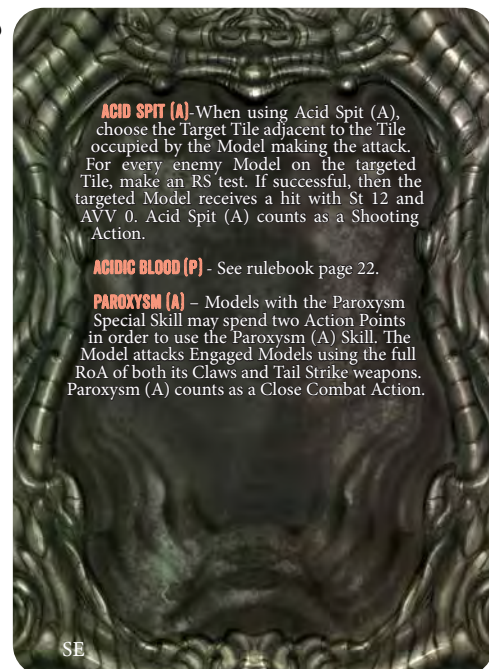 ACID SPIT (A)-When using Acid Spit (A),
choose the Target Tile adjacent to the Tile
occupied by the Model making the attack.
For every enemy Model on the targeted
Tile, make an RS test. If successful, then the
targeted Model receives a hit with St 12 and
AVV 0. Acid Spit (A) counts as a Shooting
Action.
ACIDIC BLOOD (P) - See rulebook page 22.
PAROXYSM (A) – Models with the Paroxysm
Special Skill may spend two Action Points
in order to use the Paroxysm (A) Skill. The
Model attacks Engaged Models using the full
RoA of both its Claws and Tail Strike weapons.
Paroxysm (A) counts as a Close Combat Action.
SE